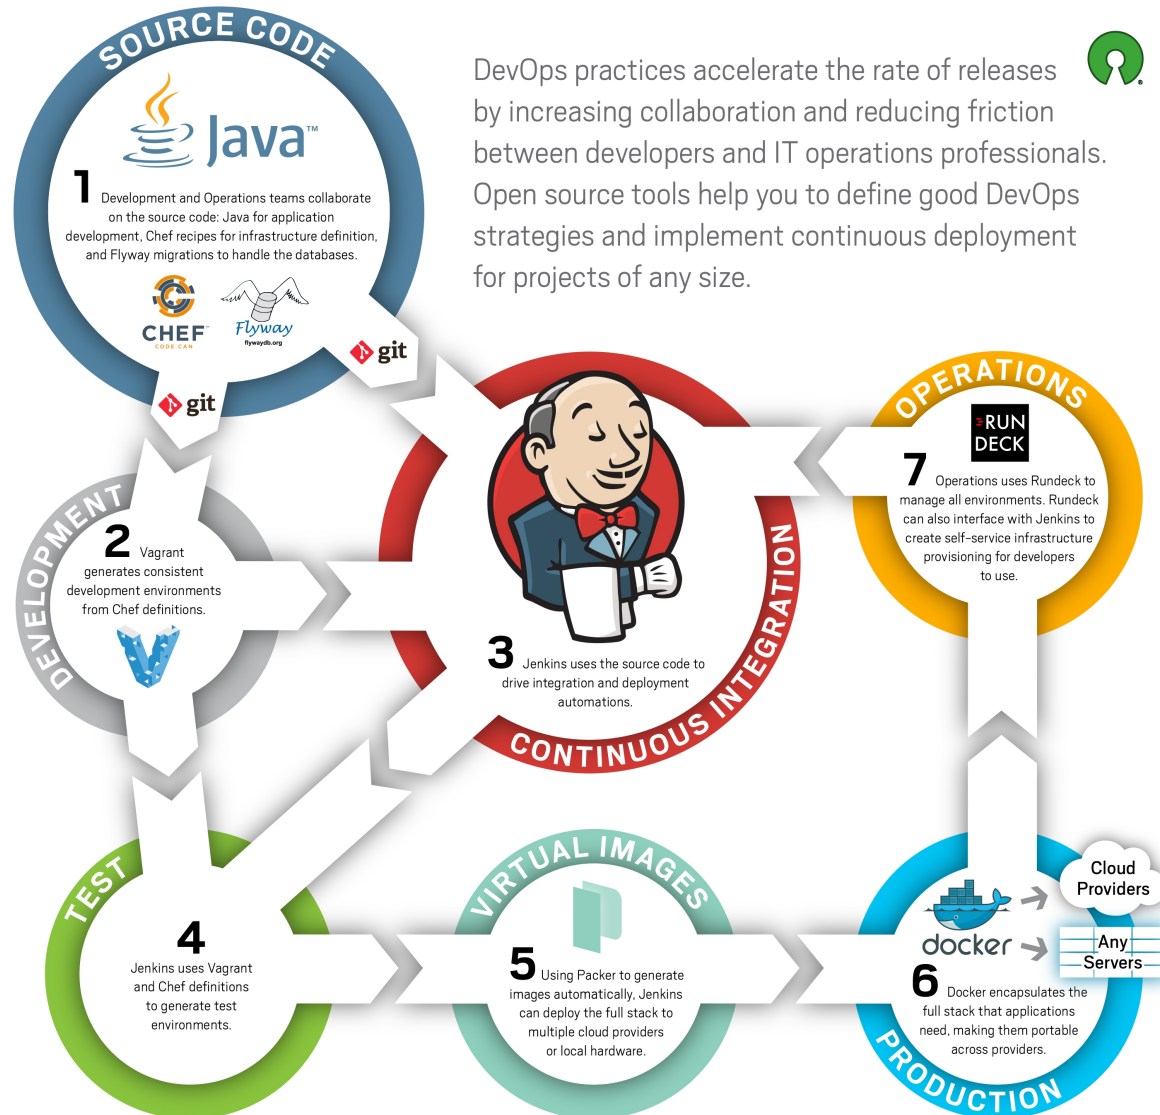 SOURCE CODE
Java™
1 Development and Operations teams collaborate
on the source code: Java for application
development, Chef recipes for infrastructure definition,
and Flyway migrations to handle the databases.
CHEF™
CODE CAN
Flyway
flywaydb.org
git
git
DevOps practices accelerate the rate of releases
by increasing collaboration and reducing friction
between developers and IT operations professionals.
Open source tools help you to define good DevOps
strategies and implement continuous deployment
for projects of any size.
DEVELOPMENT
2 Vagrant
generates consistent
development environments
from Chef definitions.
3 Jenkins uses the source code to
drive integration and deployment
automations.
CONTINUOUS INTEGRATION
OPERATIONS
RUN
DECK
7 Operations uses Rundeck to
manage all environments. Rundeck
can also interface with Jenkins to
create self-service infrastructure
provisioning for developers
to use.
TEST
4
Jenkins uses Vagrant
and Chef definitions
to generate test
environments.
VIRTUAL IMAGES
5 Using Packer to generate
images automatically, Jenkins
can deploy the full stack to
multiple cloud providers
or local hardware.
docker
Cloud
Providers
Any
Servers
6 Docker encapsulates the
full stack that applications
need, making them portable
across providers.
PRODUCTION